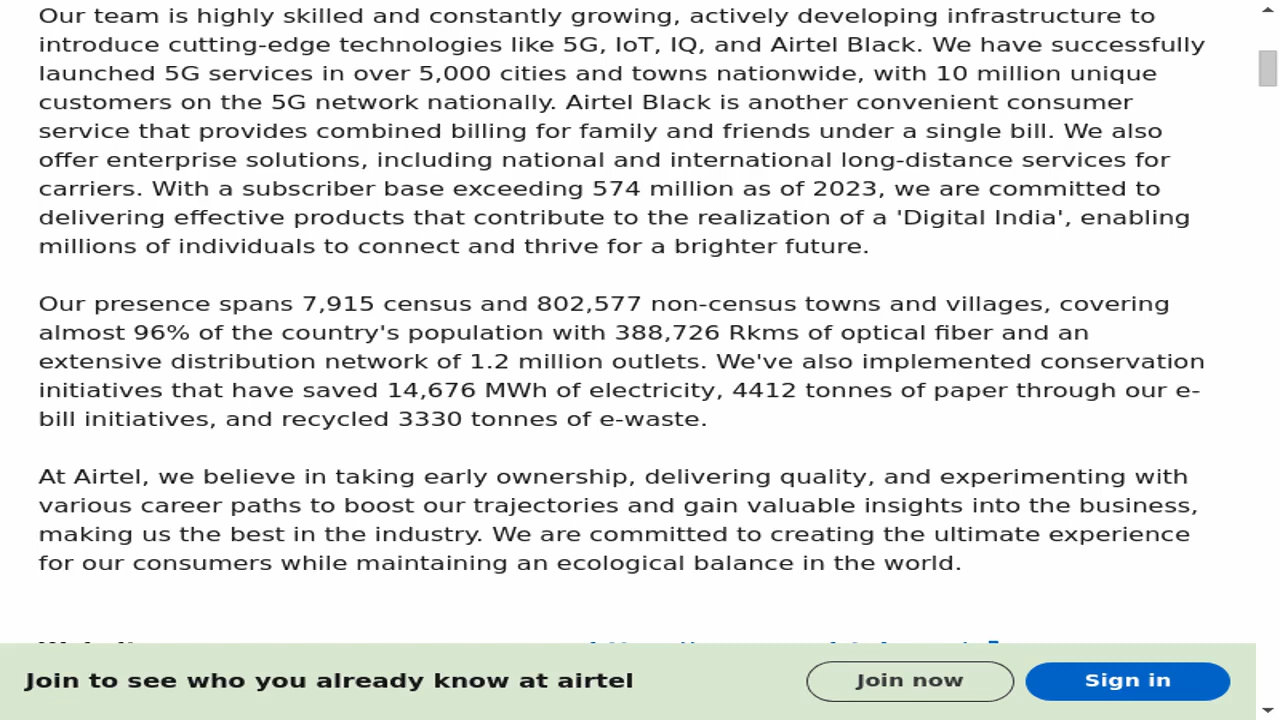 Our team is highly skilled and constantly growing, actively developing infrastructure to
introduce cutting-edge technologies like 5G, IoT, IQ, and Airtel Black. We have successfully
launched 5G services in over 5,000 cities and towns nationwide, with 10 million unique
customers on the 5G network nationally. Airtel Black is another convenient consumer
service that provides combined billing for family and friends under a single bill. We also
offer enterprise solutions, including national and international long-distance services for
carriers. With a subscriber base exceeding 574 million as of 2023, we are committed to
delivering effective products that contribute to the realization of a 'Digital India', enabling
millions of individuals to connect and thrive for a brighter future.
Our presence spans 7,915 census and 802,577 non-census towns and villages, covering
almost 96% of the country's population with 388,726 Rkms of optical fiber and an
extensive distribution network of 1.2 million outlets. We've also implemented conservation
initiatives that have saved 14,676 MWh of electricity, 4412 tonnes of paper through our e-
bill initiatives, and recycled 3330 tonnes of e-waste.
At Airtel, we believe in taking early ownership, delivering quality, and experimenting with
various career paths to boost our trajectories and gain valuable insights into the business,
making us the best in the industry. We are committed to creating the ultimate experience
for our consumers while maintaining an ecological balance in the world.
Join to see who you already know at airtel
Join now
Sign in